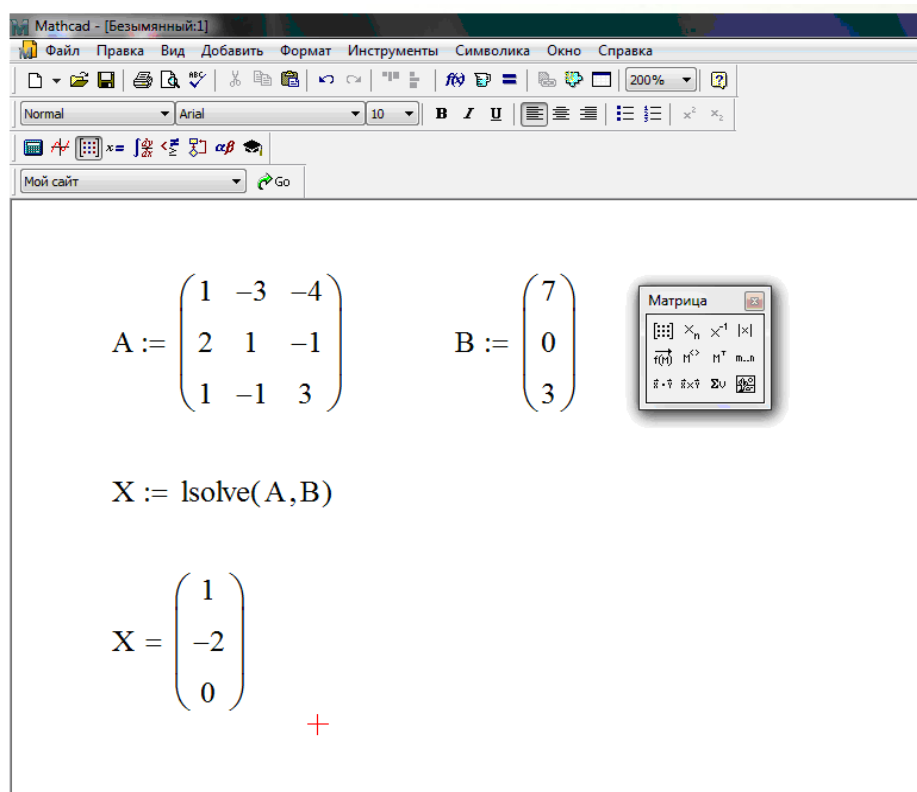 Mathcad - [Безымянный:1]
Файл Правка Вид Добавить Формат Инструменты Символика Окно Справка
200%
Normal Arial 10 B I U
αβ
Мой сайт Go
A := ( 1 −3 −4
2 1 −1
1 −1 3 )
B := ( 7
0
3 )
Матрица
X := lsolve(A,B)
X = ( 1
−2
0 )